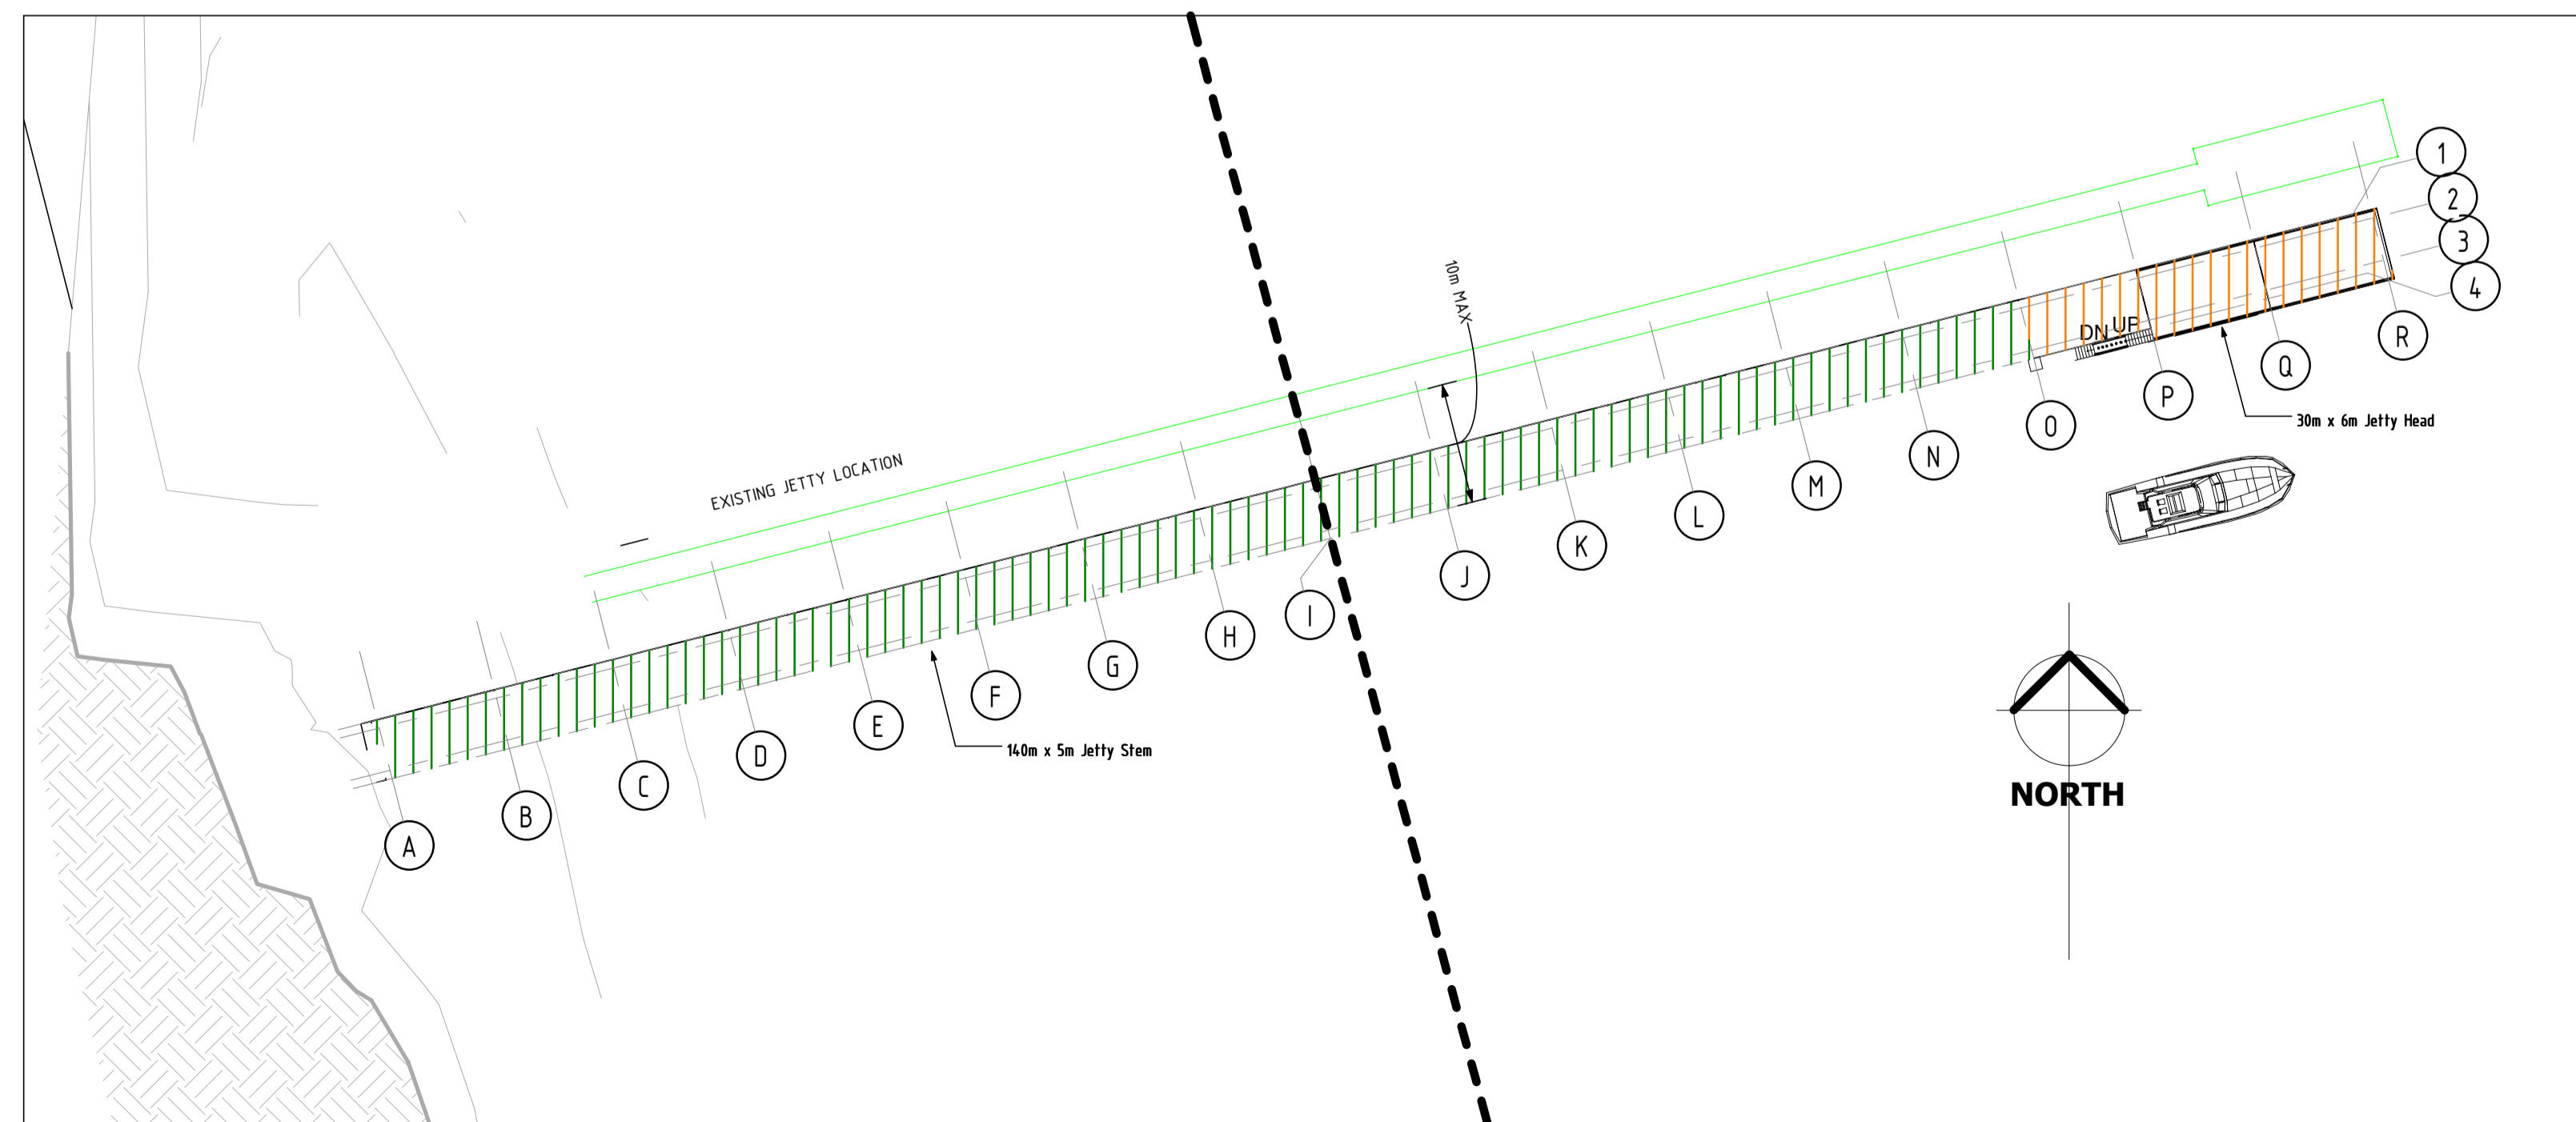 1
2
3
4
10m MAX
DN UP
R
Q
P
30m x 6m Jetty Head
O
N
EXISTING JETTY LOCATION
M
L
K
J
I
H
G
F
140m x 5m Jetty Stem
E
D
C
B
A
NORTH